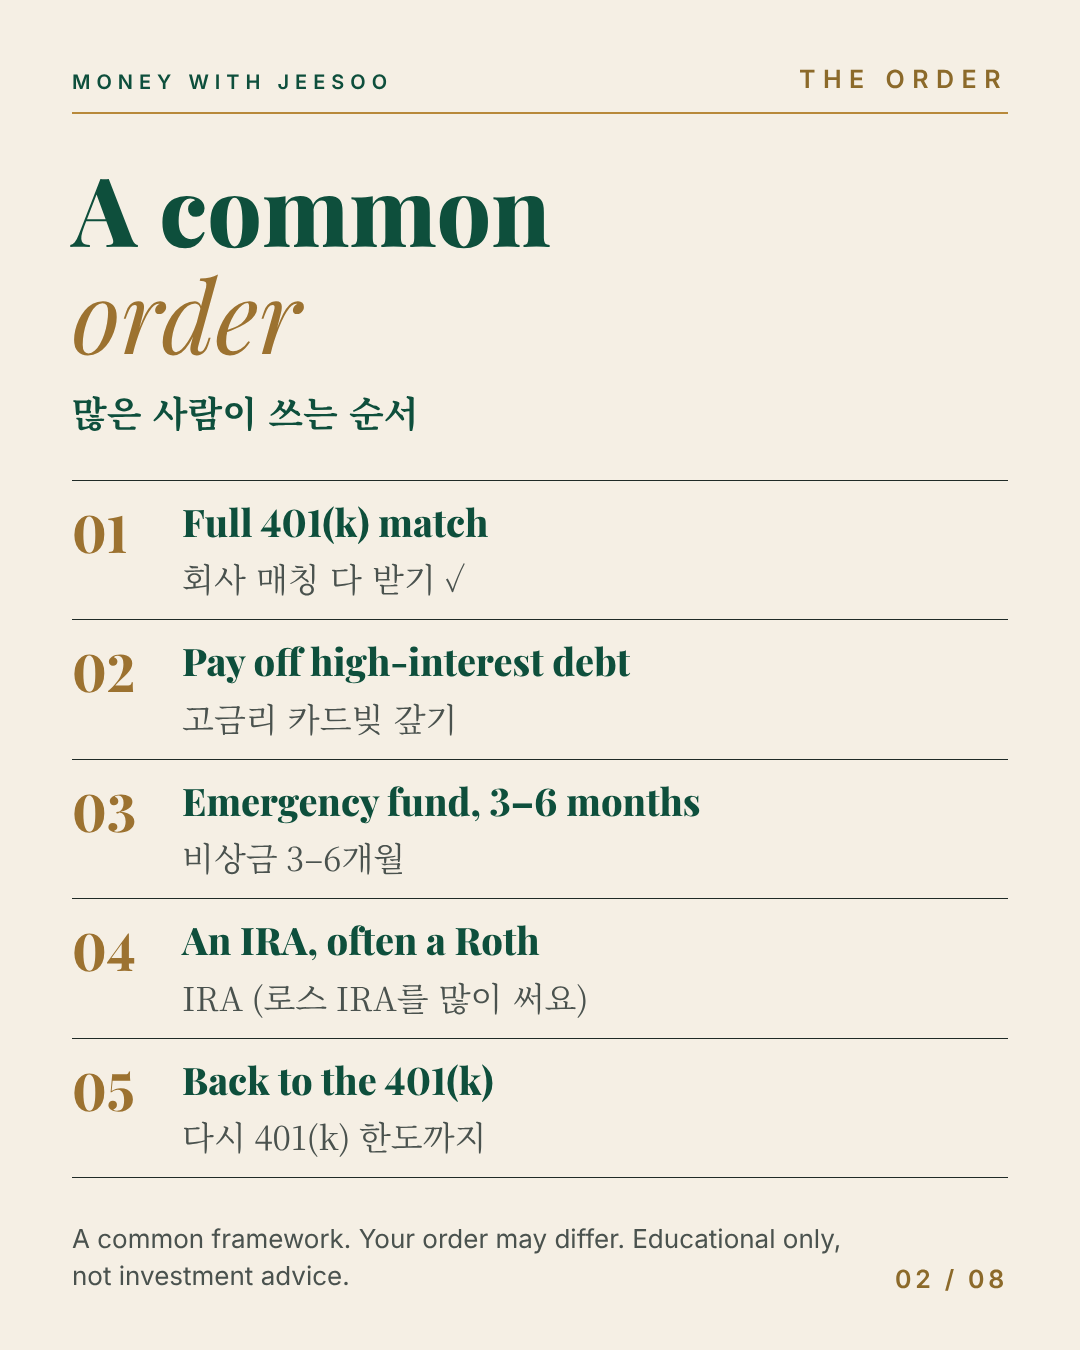 MONEY WITH JEESOO
THE ORDER
A common
order
많은 사람이 쓰는 순서
01
Full 401(k) match
회사 매칭 다 받기 ✓
02
Pay off high-interest debt
고금리 카드빚 갚기
03
Emergency fund, 3–6 months
비상금 3–6개월
04
An IRA, often a Roth
IRA (로스 IRA를 많이 써요)
05
Back to the 401(k)
다시 401(k) 한도까지
A common framework. Your order may differ. Educational only,
not investment advice.
02 / 08